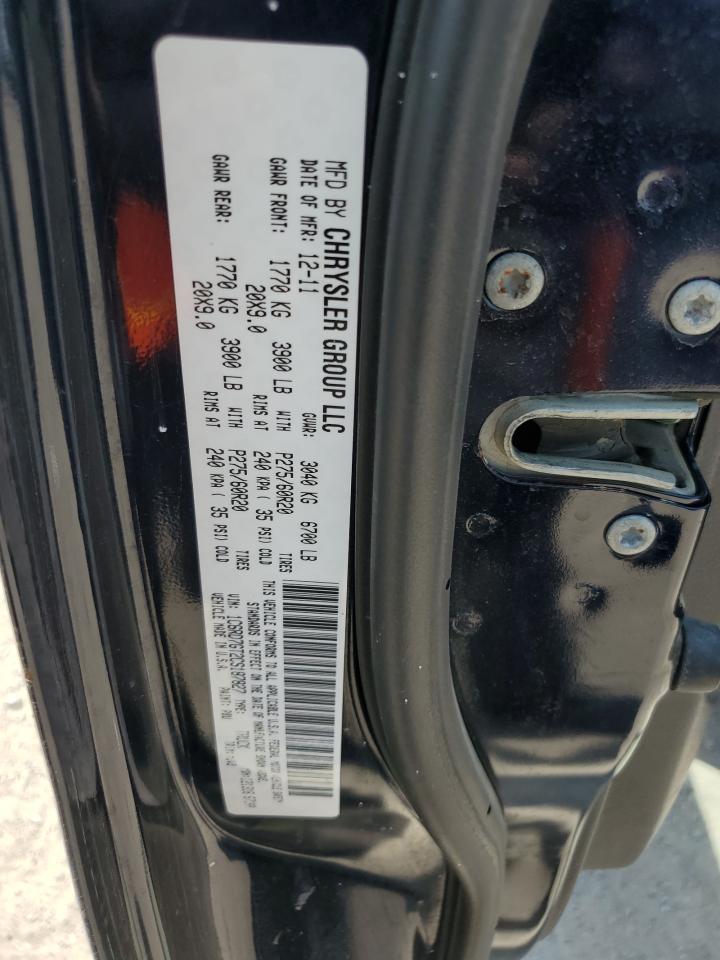 MFD BY CHRYSLER GROUP LLC
DATE OF MFR: 12-11 GVWR: 3040 KG 6700 LB
GAWR FRONT: 1770 KG 3900 LB WITH P275/60R20 TIRES
20X9.0 RIMS AT 240 KPA ( 35 PSI) COLD
GAWR REAR: 1770 KG 3900 LB WITH P275/60R20 TIRES
20X9.0 RIMS AT 240 KPA ( 35 PSI) COLD
THIS VEHICLE CONFORMS TO ALL APPLICABLE U.S.A. FEDERAL MOTOR VEHICLE SAFETY
STANDARDS IN EFFECT ON THE DATE OF MANUFACTURE SHOWN ABOVE.
VIN: TYPE: TRUCK
VEHICLE MADE IN U.S.A. PAINT: